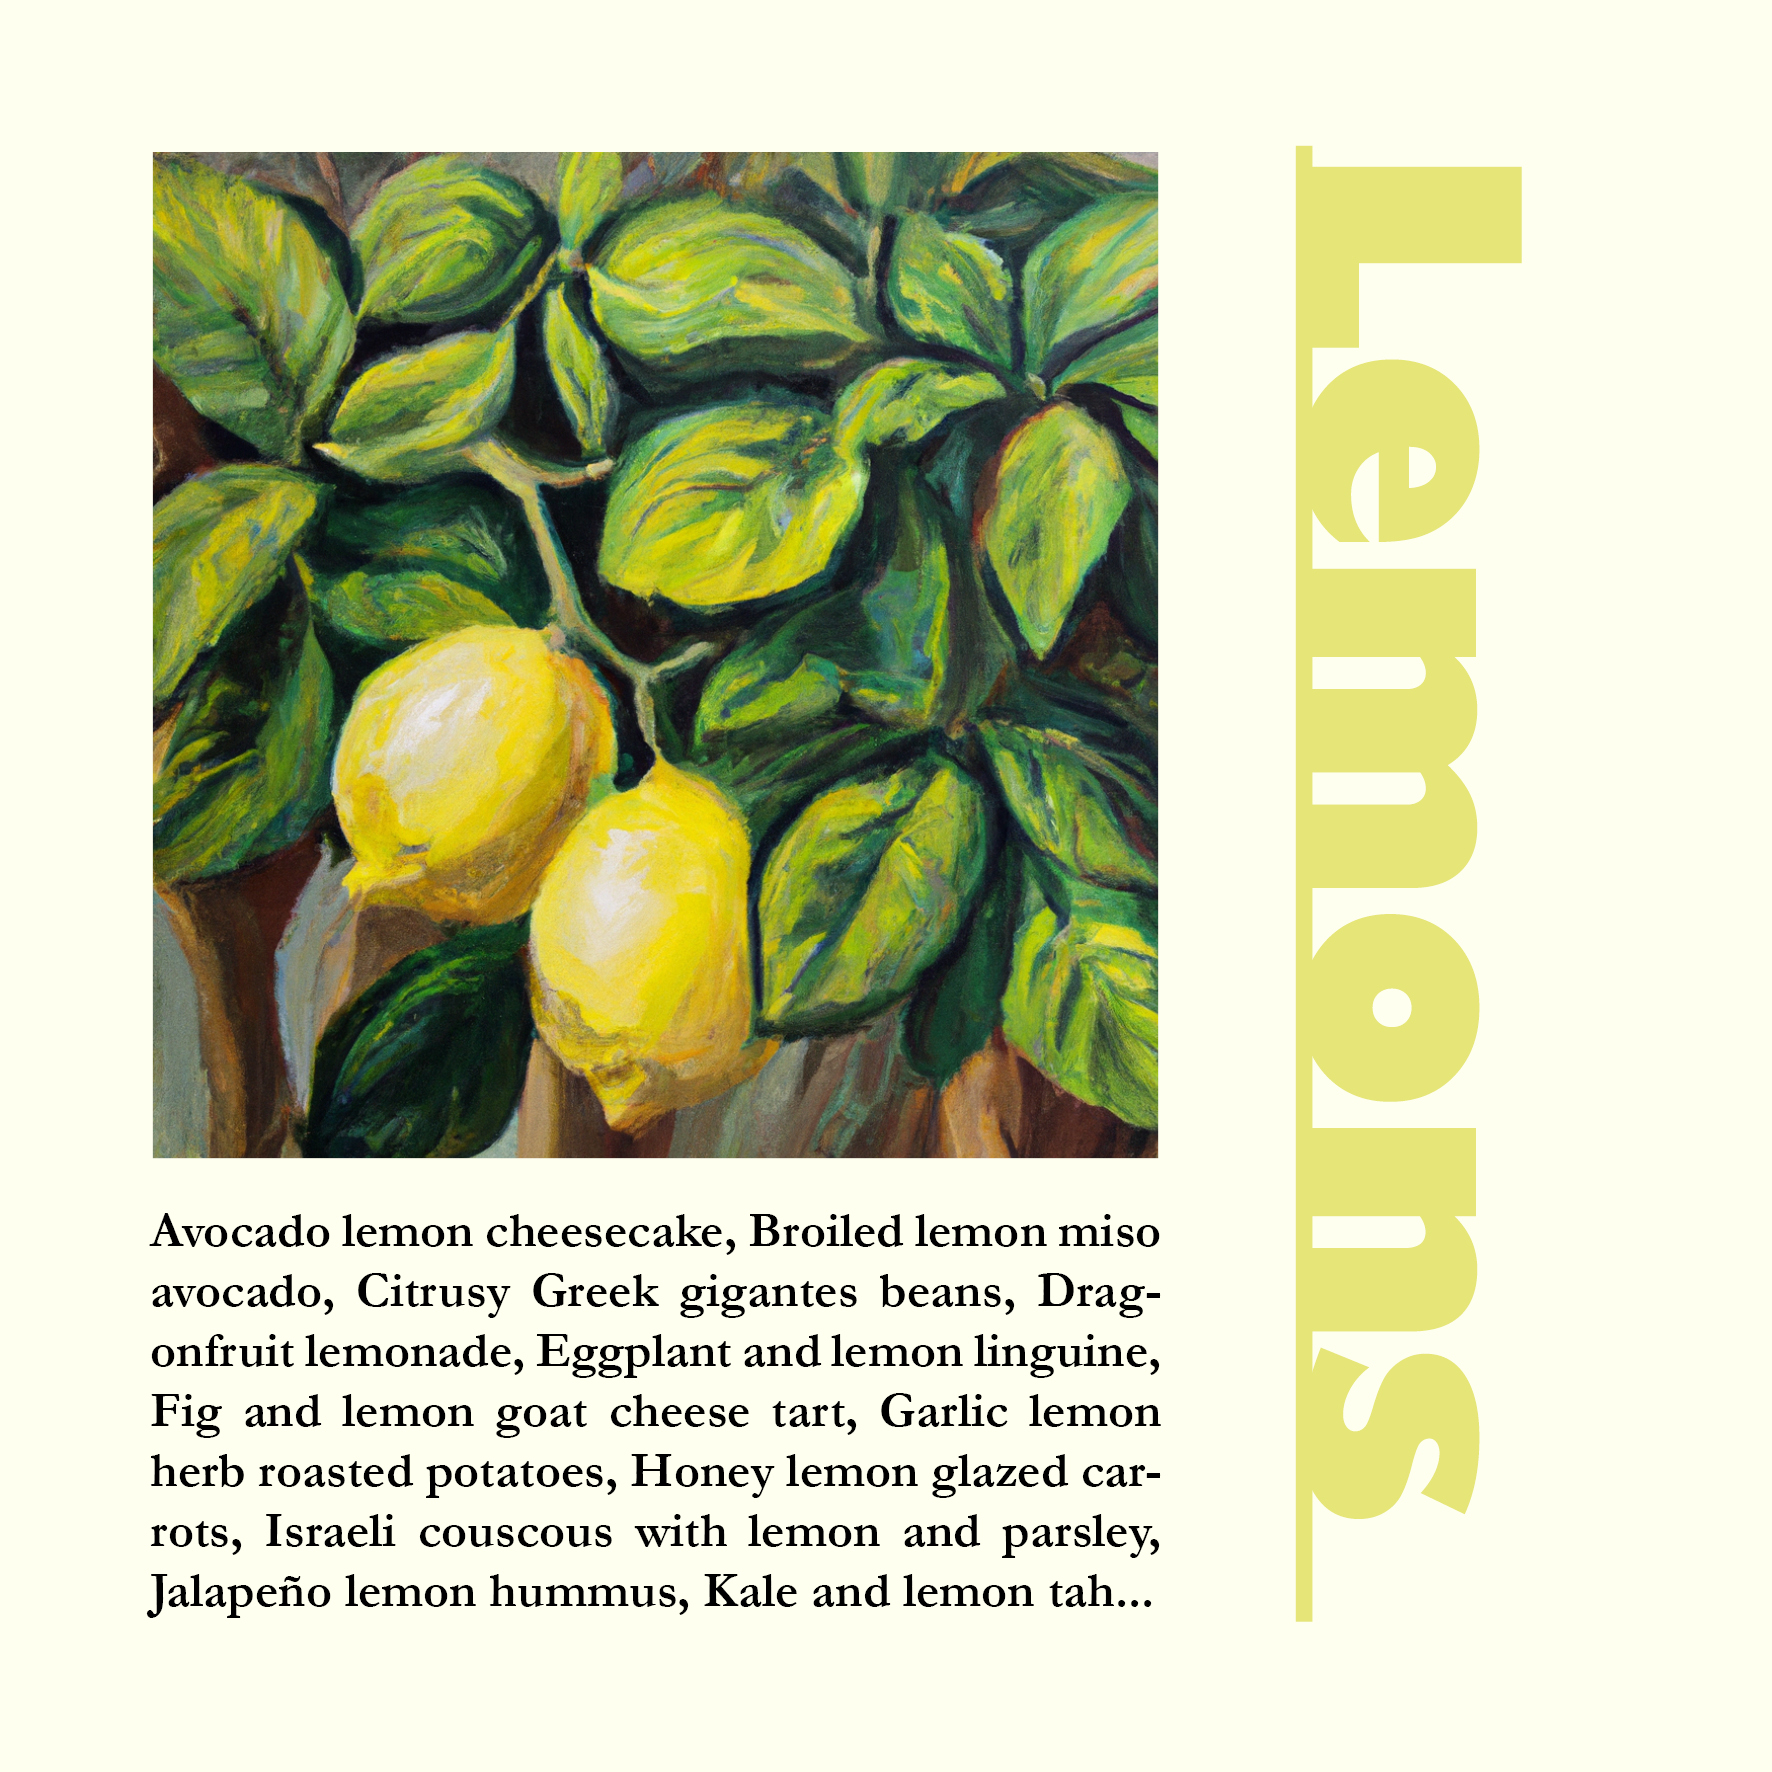 Lemons
Avocado lemon cheesecake, Broiled lemon miso
avocado, Citrusy Greek gigantes beans, Drag-
onfruit lemonade, Eggplant and lemon linguine,
Fig and lemon goat cheese tart, Garlic lemon
herb roasted potatoes, Honey lemon glazed car-
rots, Israeli couscous with lemon and parsley,
Jalapeño lemon hummus, Kale and lemon tah...